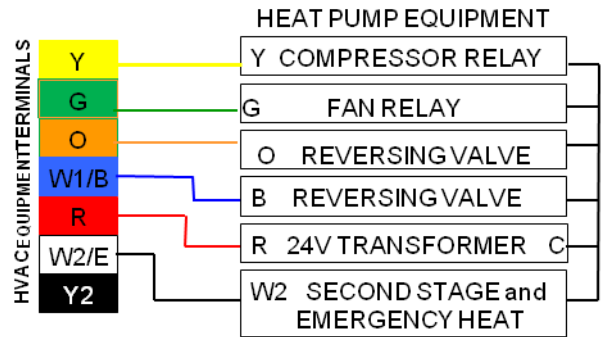 HEAT PUMP EQUIPMENT
HVAC EQUIPMENT TERMINALS
Y
G
O
W1/B
R
W2/E
Y2
Y COMPRESSOR RELAY
G FAN RELAY
O REVERSING VALVE
B REVERSING VALVE
R 24V TRANSFORMER C
W2 SECOND STAGE and
EMERGENCY HEAT